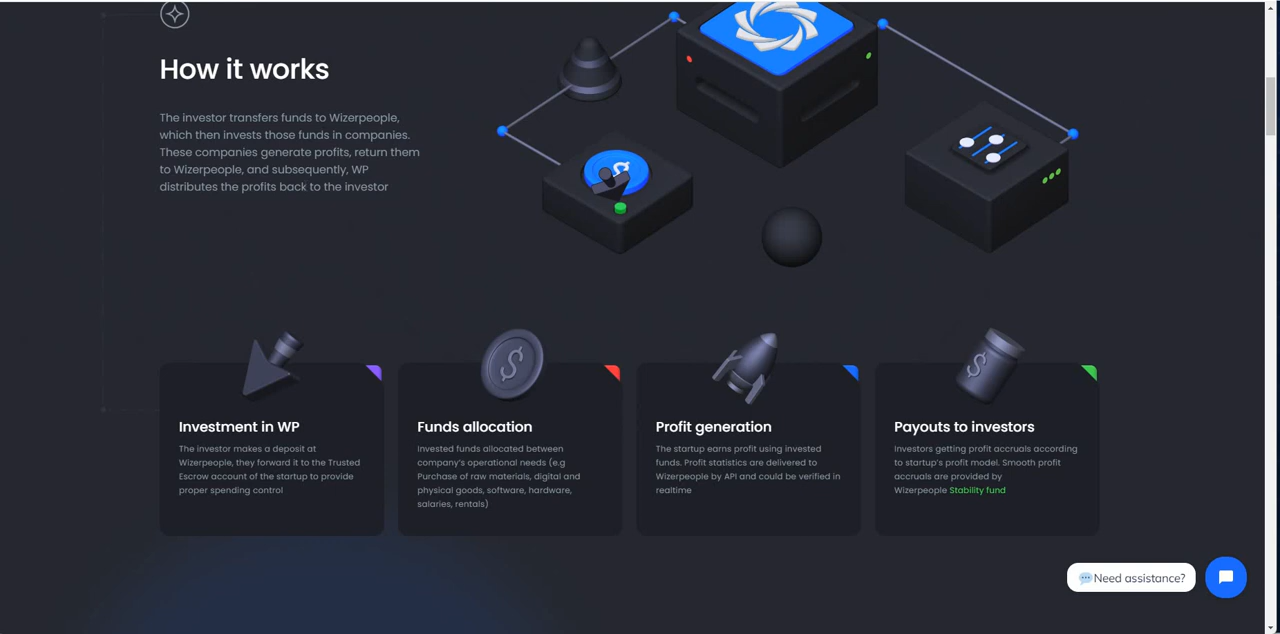 How it works
The investor transfers funds to Wizerpeople,
which then invests those funds in companies.
These companies generate profits, return them
to Wizerpeople, and subsequently, WP
distributes the profits back to the investor
Investment in WP
The investor makes a deposit at
Wizerpeople, they forward it to the Trusted
Escrow account of the startup to provide
proper spending control
Funds allocation
Invested funds allocated between
company's operational needs (e.g
Purchase of raw materials, digital and
physical goods, software, hardware,
salaries, rentals)
Profit generation
The startup earns profit using invested
funds. Profit statistics are delivered to
Wizerpeople by API and could be verified in
realtime
Payouts to investors
Investors getting profit accruals according
to startup's profit model. Smooth profit
accruals are provided by
Wizerpeople Stability fund
Need assistance?